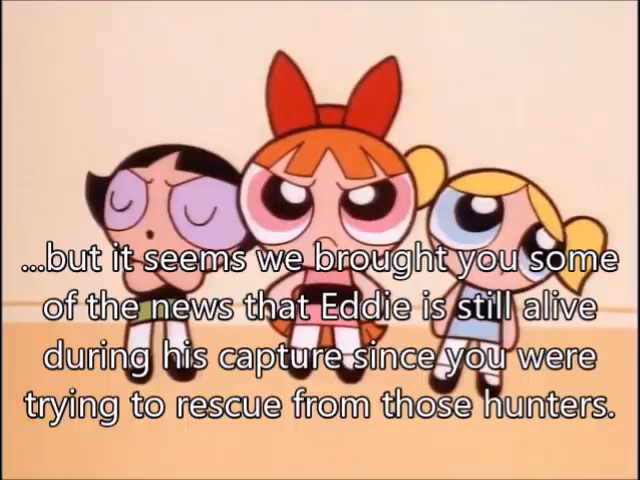 ...but it seems we brought you some
of the news that Eddie is still alive
during his capture since you were
trying to rescue from those hunters.